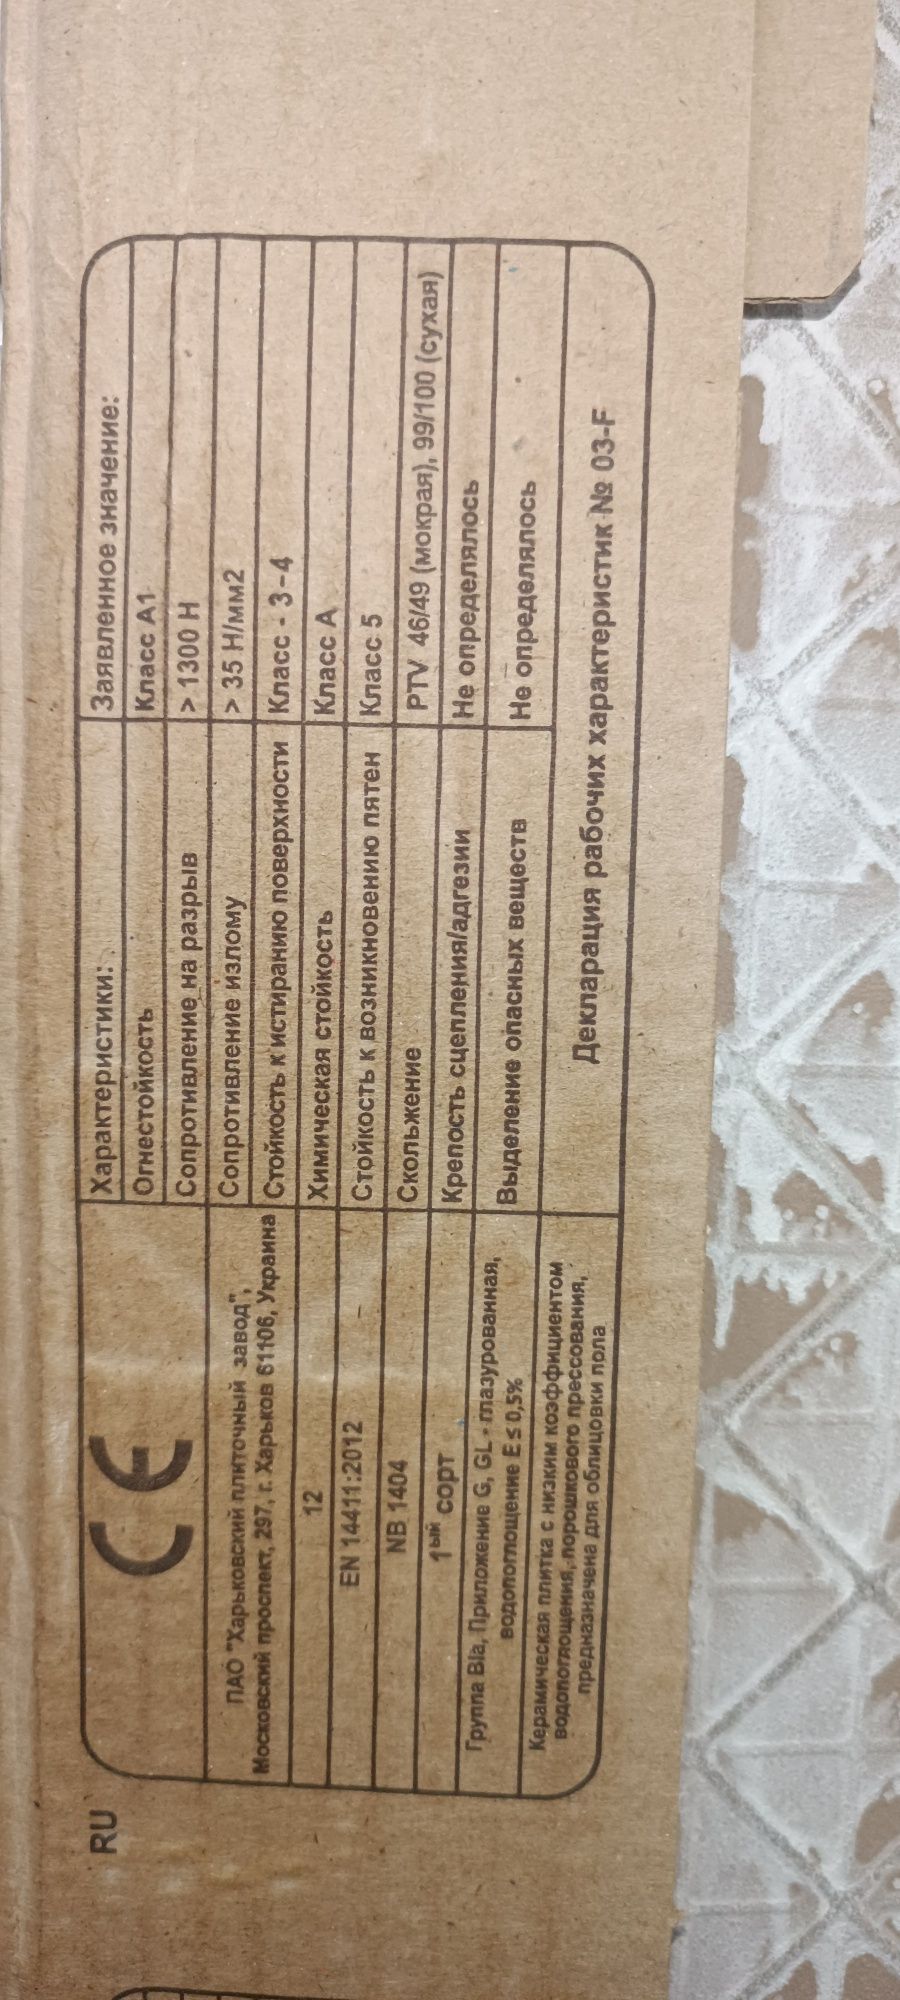 RU
CE
ПАО "Харьковский плиточный завод",
Московский проспект, 297, г. Харьков 61106, Украина
12
EN 14411:2012
NB 1404
1ый сорт
Группа BIa, Приложение G, GL - глазурованная,
водопоглощение E ≤ 0,5%
Керамическая плитка с низким коэффициентом
водопоглощения, порошкового прессования,
предназначена для облицовки пола
Характеристики: Заявленное значение:
Огнестойкость Класс А1
Сопротивление на разрыв > 1300 Н
Сопротивление излому > 35 Н/мм2
Стойкость к истиранию поверхности Класс - 3 - 4
Химическая стойкость Класс А
Стойкость к возникновению пятен Класс 5
Скольжение PTV 46/49 (мокрая), 99/100 (сухая)
Крепость сцепления/адгезии Не определялось
Выделение опасных веществ Не определялось
Декларация рабочих характеристик № 03-F